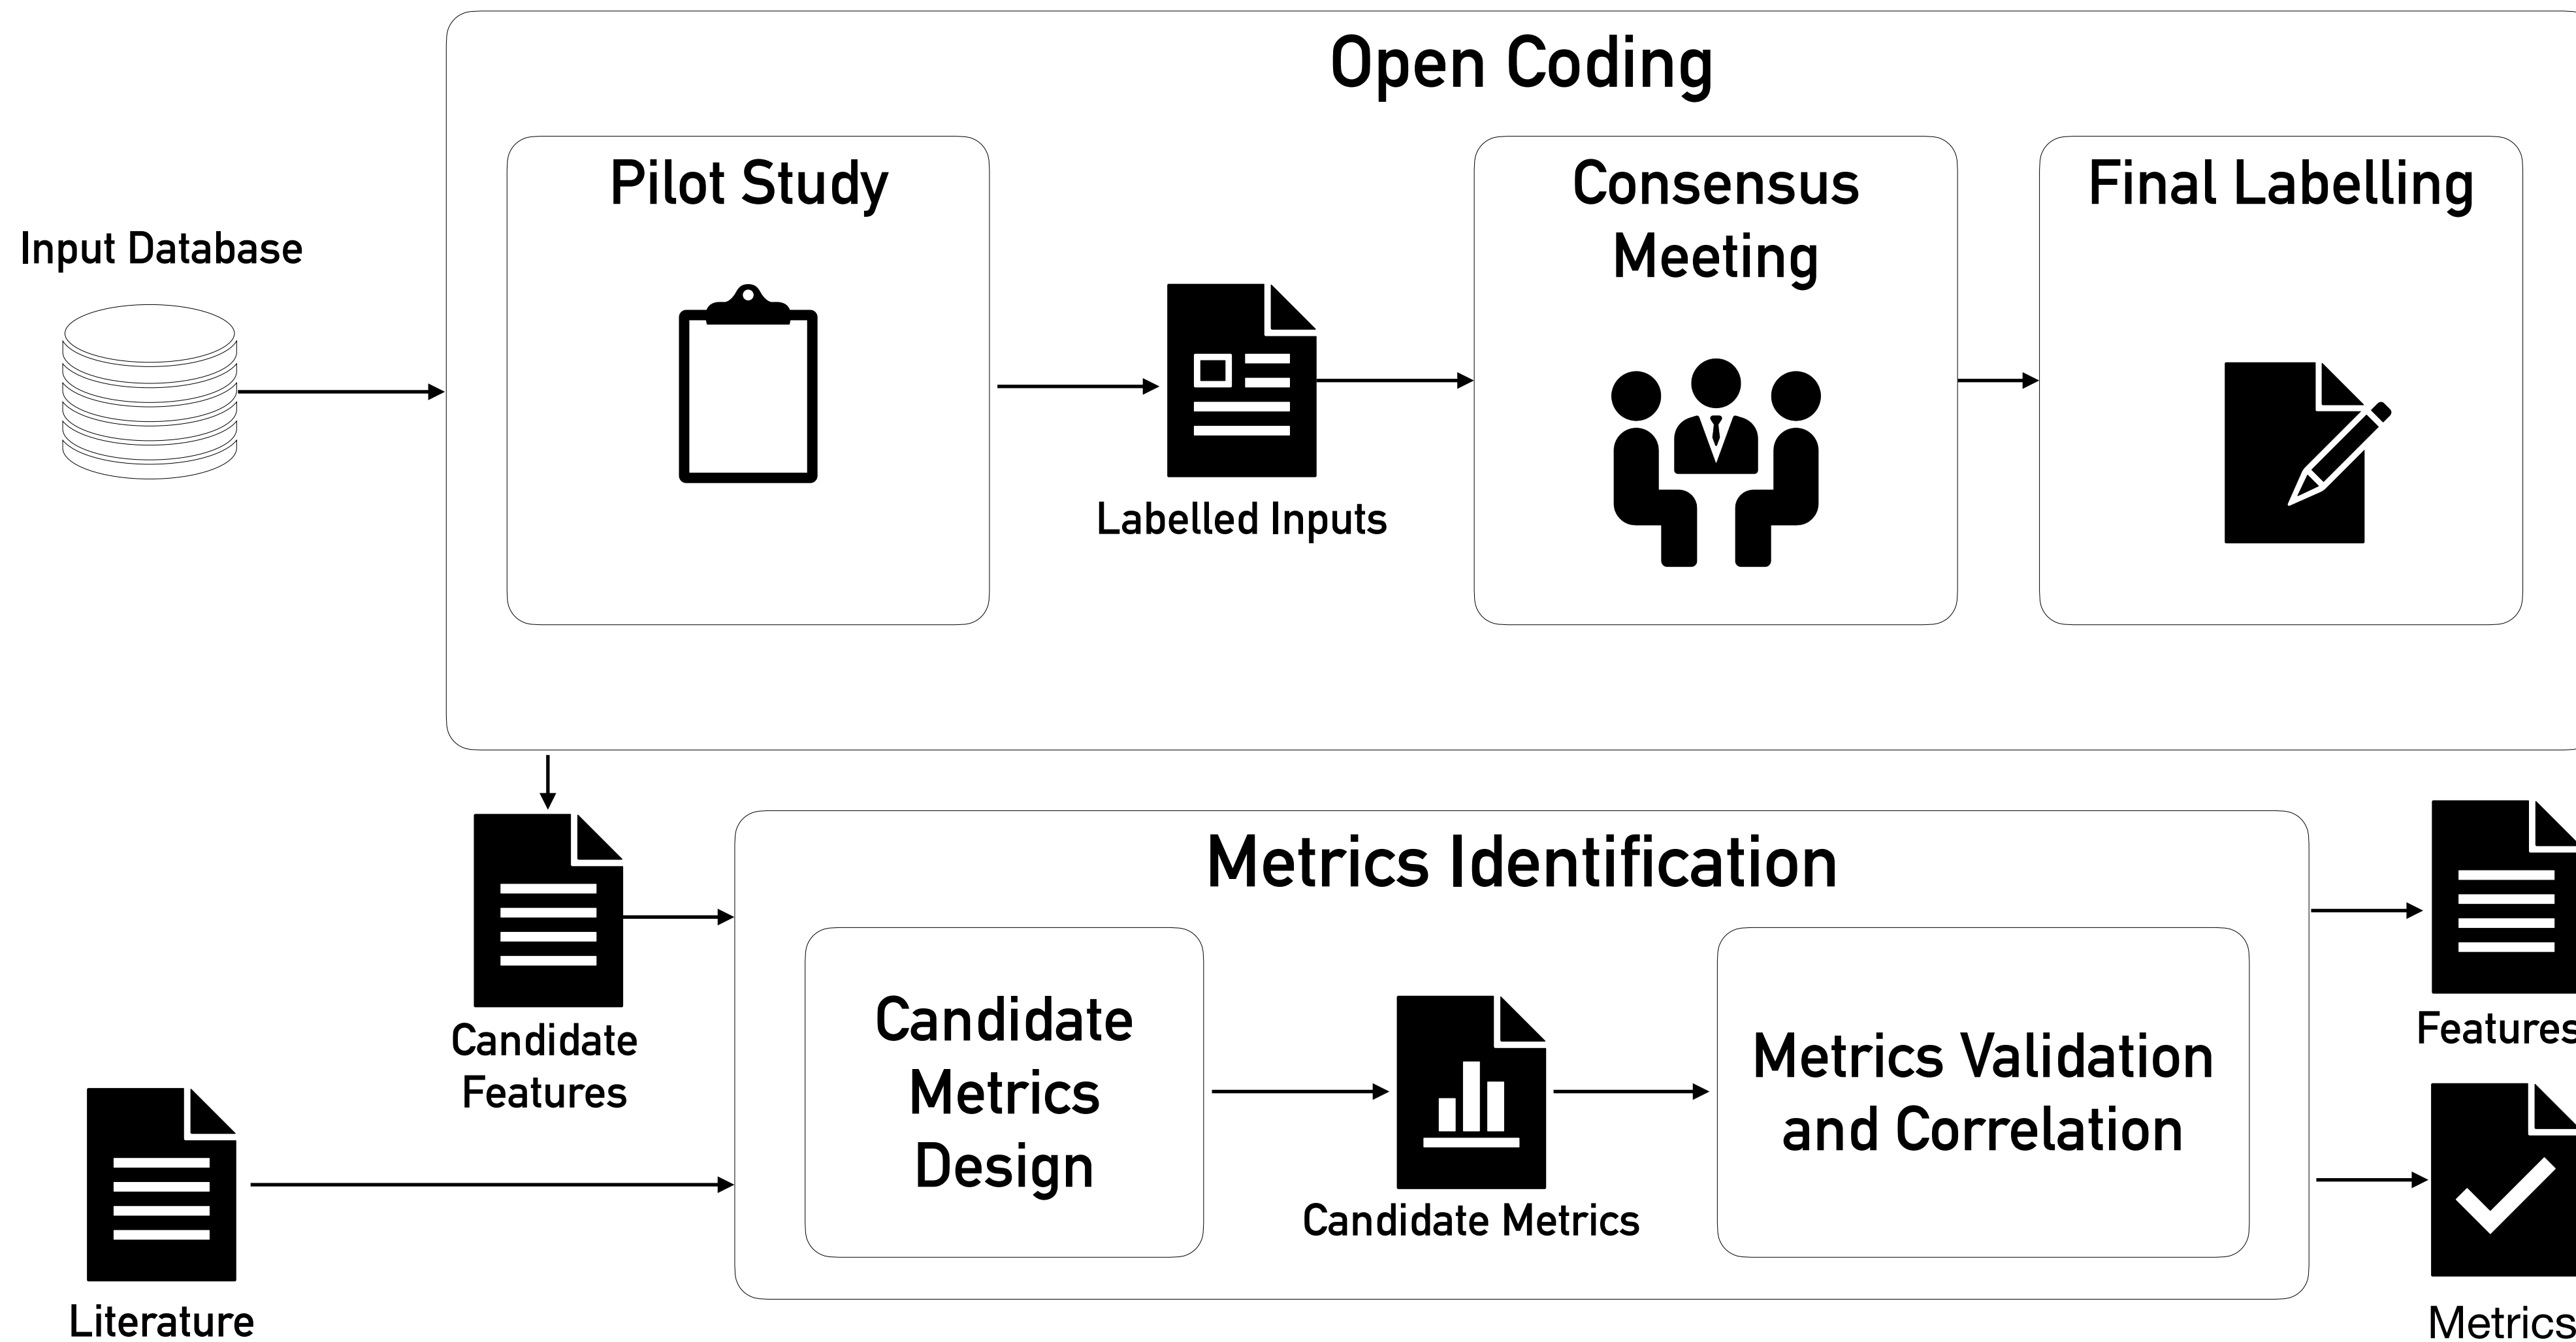 Open Coding
Pilot Study
Consensus
Meeting
Final Labelling
Input Database
Labelled Inputs
Metrics Identification
Candidate
Features
Candidate
Metrics
Design
Candidate Metrics
Metrics Validation
and Correlation
Features
Literature
Metrics